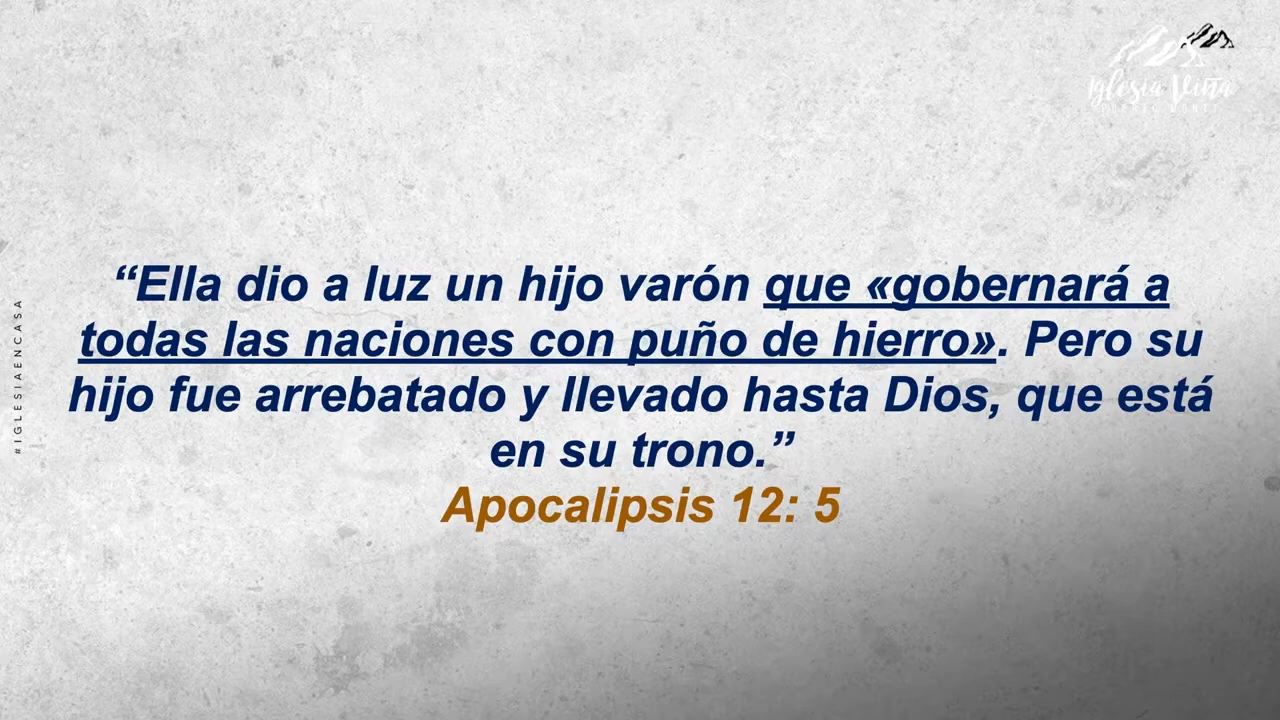 Iglesia Viña
#IGLESIAENCASA
“Ella dio a luz un hijo varón que «gobernará a
todas las naciones con puño de hierro». Pero su
hijo fue arrebatado y llevado hasta Dios, que está
en su trono.”
Apocalipsis 12: 5